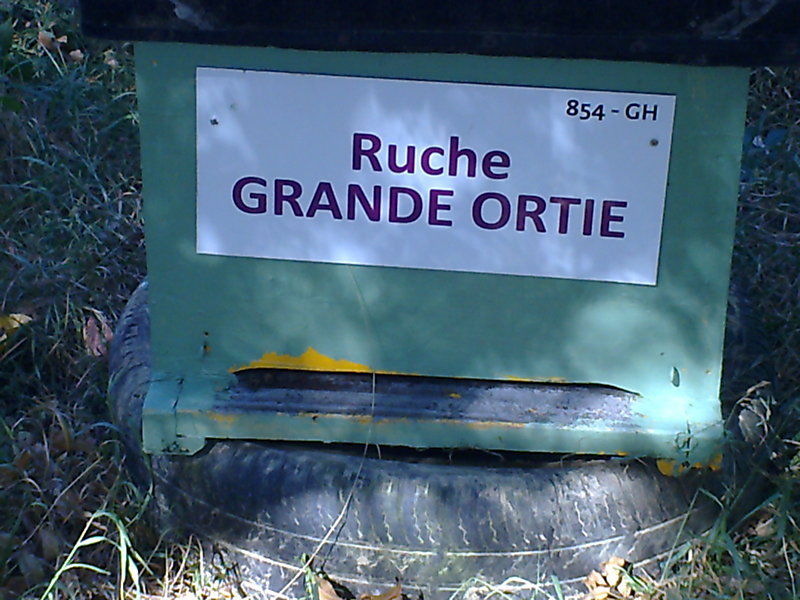 854 - GH
Ruche
GRANDE ORTIE